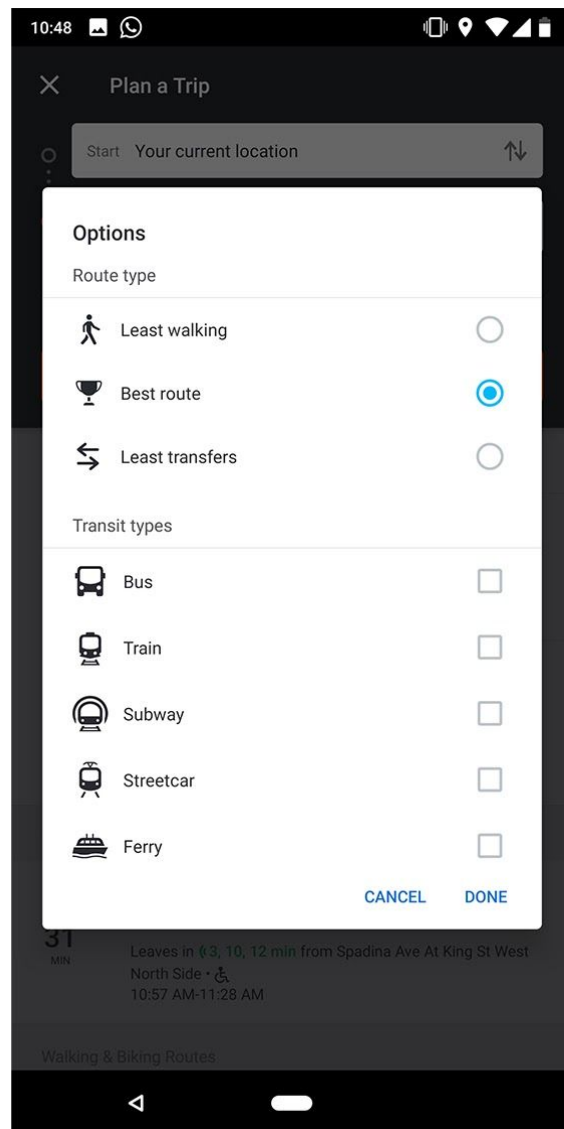 10:48
Plan a Trip
Start Your current location
Options
Route type
Least walking
Best route
Least transfers
Transit types
Bus
Train
Subway
Streetcar
Ferry
CANCEL DONE
31
MIN
Leaves in 3, 10, 12 min from Spadina Ave At King St West
North Side •
10:57 AM-11:28 AM
Walking & Biking Routes